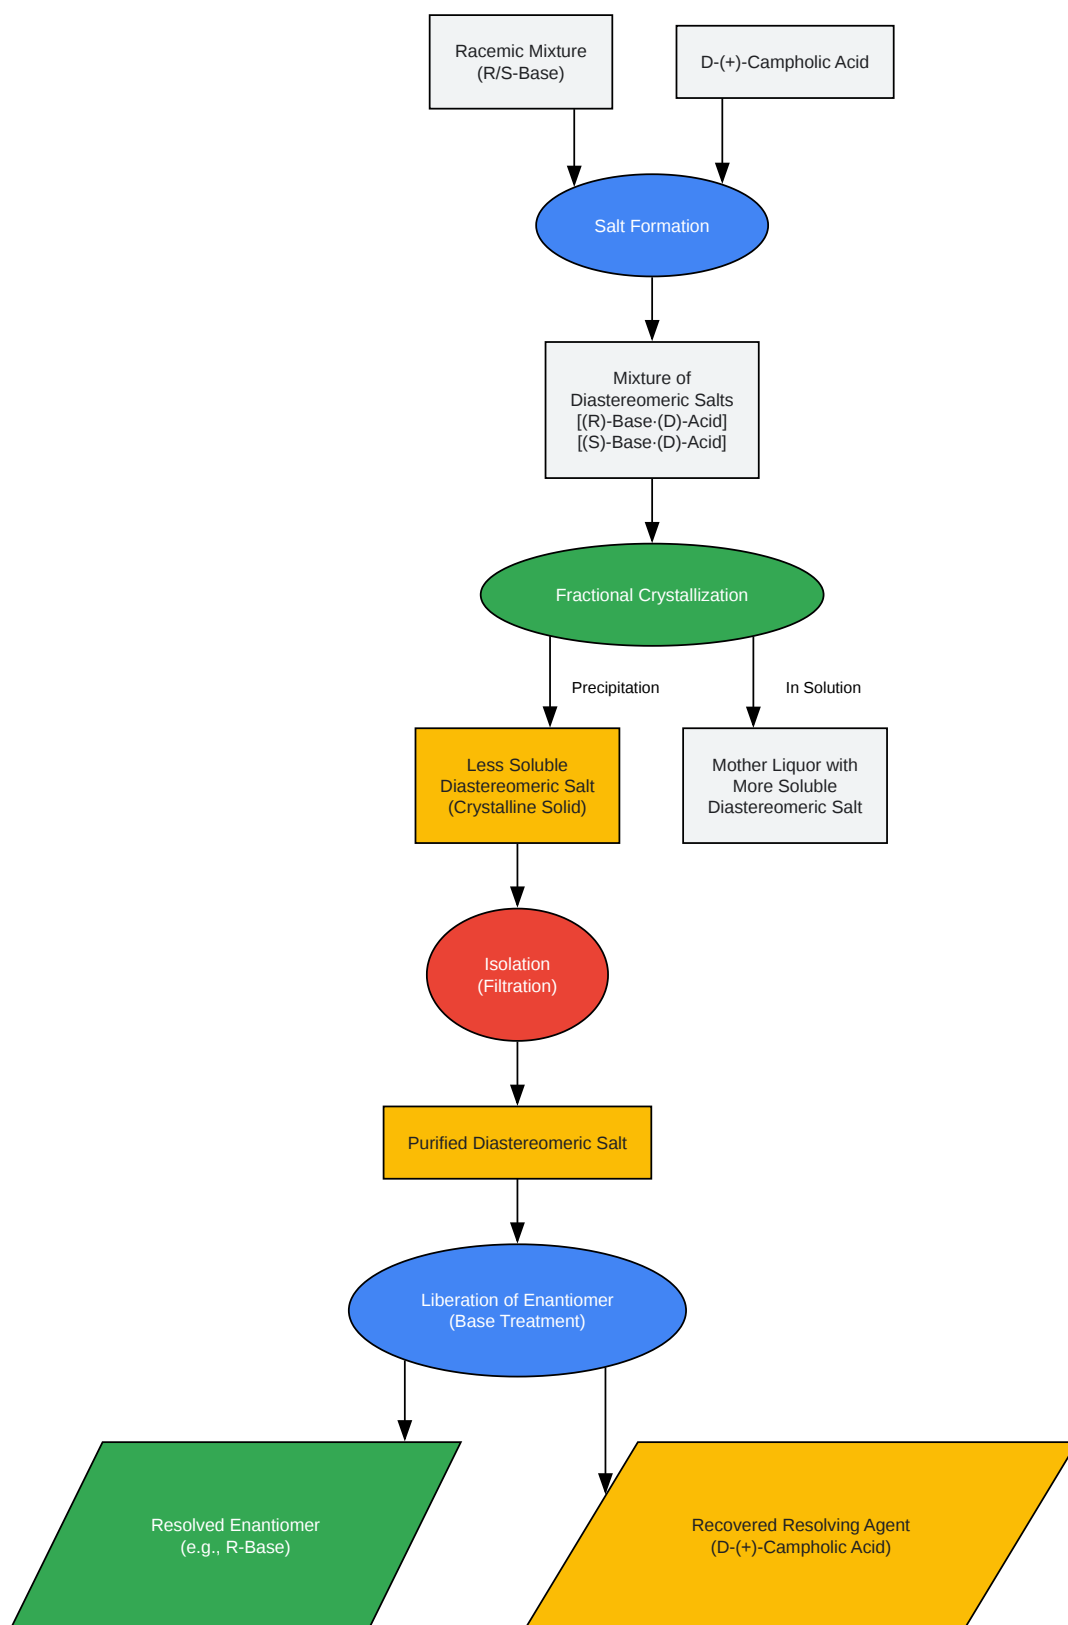 Racemic Mixture
(R/S-Base)
D-(+)-Campholic Acid
Salt Formation
Mixture of
Diastereomeric Salts
[(R)-Base·(D)-Acid]
[(S)-Base·(D)-Acid]
Fractional Crystallization
Precipitation
In Solution
Less Soluble
Diastereomeric Salt
(Crystalline Solid)
Mother Liquor with
More Soluble
Diastereomeric Salt
Isolation
(Filtration)
Purified Diastereomeric Salt
Liberation of Enantiomer
(Base Treatment)
Resolved Enantiomer
(e.g., R-Base)
Recovered Resolving Agent
(D-(+)-Campholic Acid)